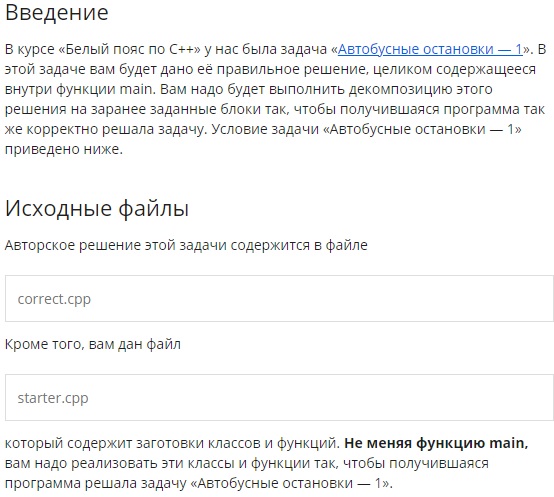 Введение
В курсе «Белый пояс по C++» у нас была задача «Автобусные остановки — 1». В
этой задаче вам будет дано её правильное решение, целиком содержащееся
внутри функции main. Вам надо будет выполнить декомпозицию этого
решения на заранее заданные блоки так, чтобы получившаяся программа так
же корректно решала задачу. Условие задачи «Автобусные остановки — 1»
приведено ниже.
Исходные файлы
Авторское решение этой задачи содержится в файле
correct.cpp
Кроме того, вам дан файл
starter.cpp
который содержит заготовки классов и функций. Не меняя функцию main,
вам надо реализовать эти классы и функции так, чтобы получившаяся
программа решала задачу «Автобусные остановки — 1».